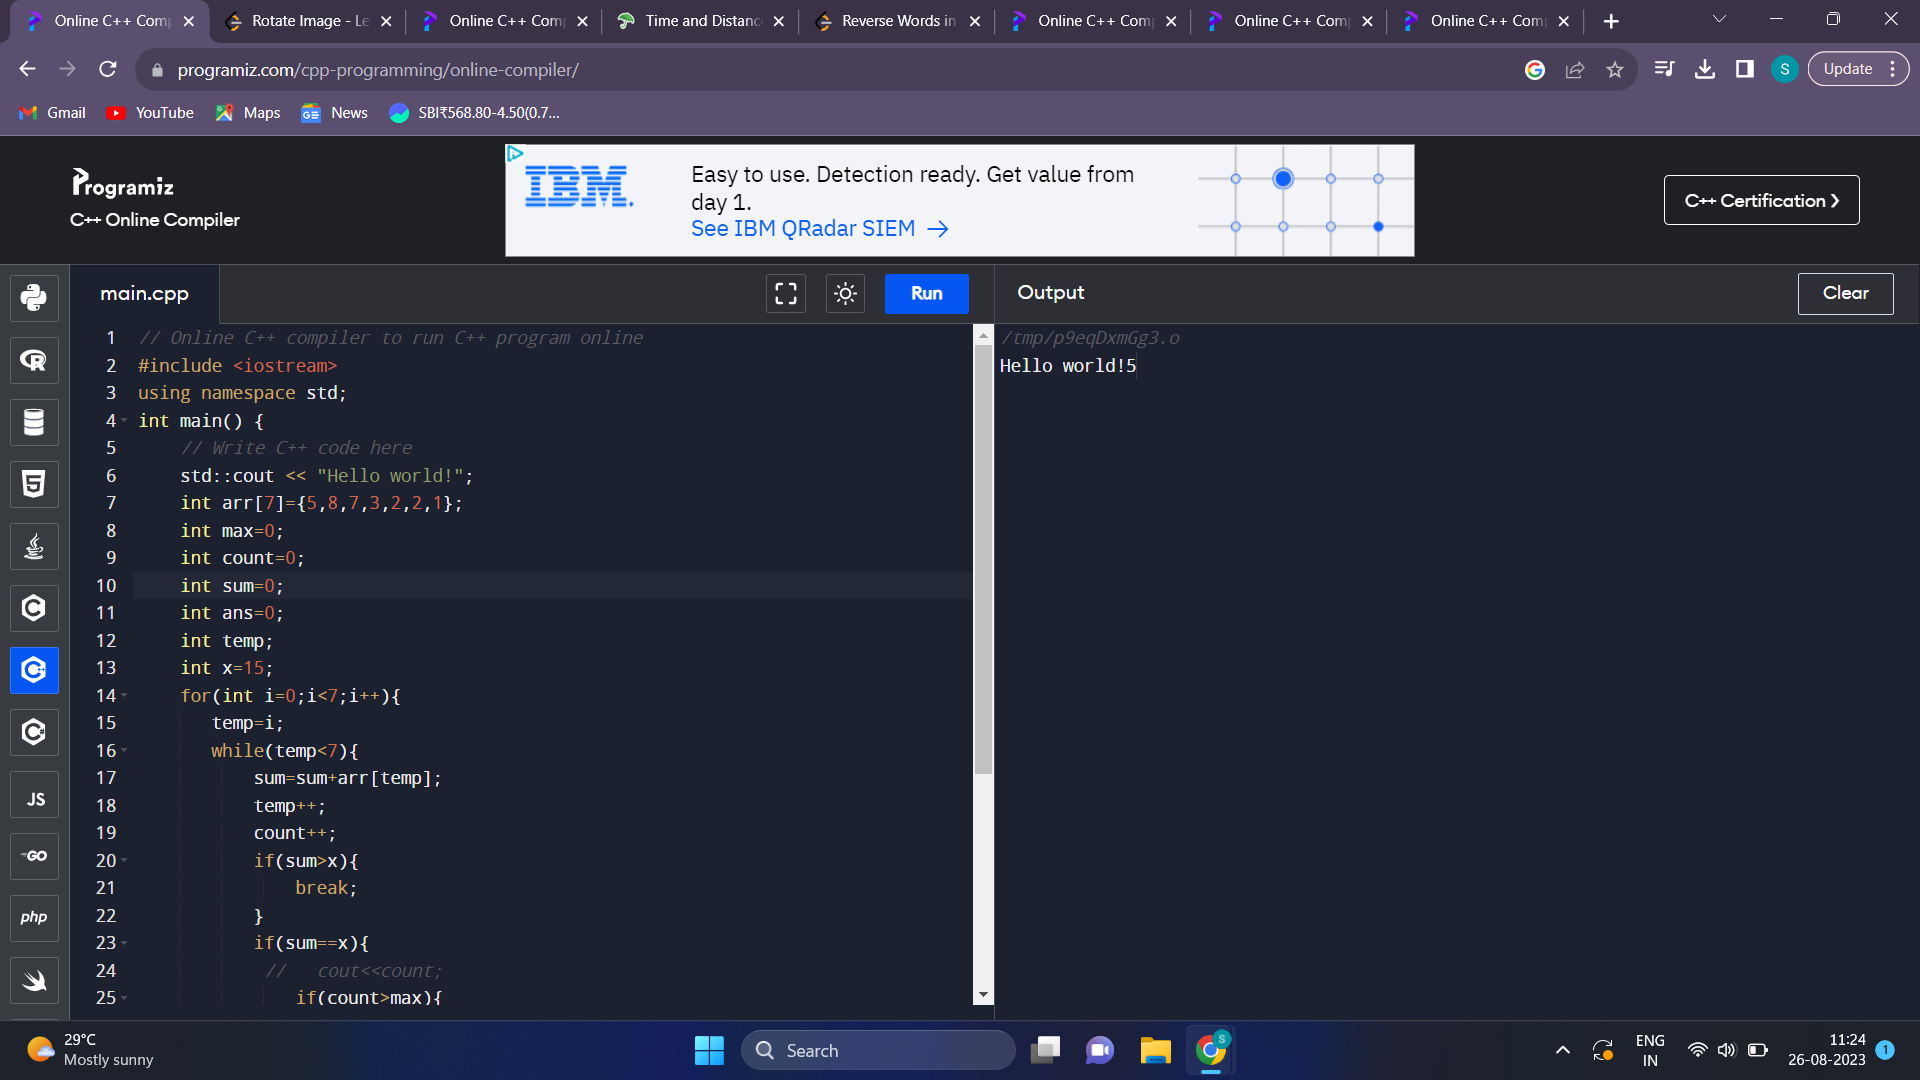 Online C++ Comp
Rotate Image - Le
Online C++ Com
Time and Distanc
Reverse Words in
Online C++ Com
Online C++ Com
Online C++ Com
programiz.com/cpp-programming/online-compiler/
S
Update
Gmail
YouTube
Maps
News
SBI₹568.80-4.50(0.7...
Programiz
C++ Online Compiler
IBM.
Easy to use. Detection ready. Get value from
day 1.
See IBM QRadar SIEM →
C++ Certification ❯
main.cpp
Run
Output
Clear
1 // Online C++ compiler to run C++ program online
2 #include <iostream>
3 using namespace std;
4 int main() {
5 // Write C++ code here
6 std::cout << "Hello world!";
7 int arr[7]={5,8,7,3,2,2,1};
8 int max=0;
9 int count=0;
10 int sum=0;
11 int ans=0;
12 int temp;
13 int x=15;
14 for(int i=0;i<7;i++){
15 temp=i;
16 while(temp<7){
17 sum=sum+arr[temp];
18 temp++;
19 count++;
20 if(sum>x){
21 break;
22 }
23 if(sum==x){
24 // cout<<count;
25 if(count>max){
/tmp/p9eqDxmGg3.o
Hello world!5
R
5
C
C++
C#
JS
GO
php
29°C
Mostly sunny
Search
S
ENG
IN
11:24
26-08-2023
1